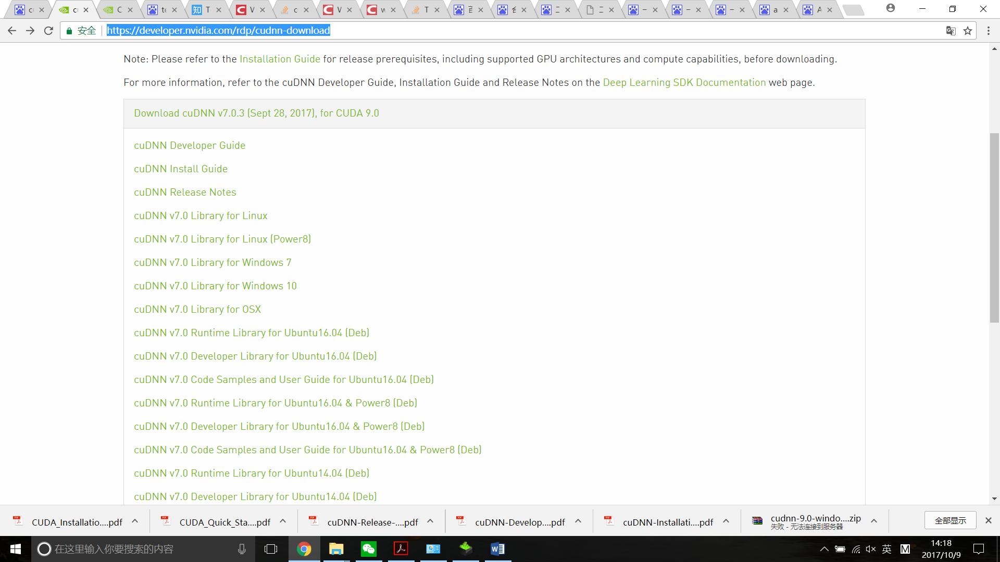 安全
https://developer.nvidia.com/rdp/cudnn-download
Note: Please refer to the Installation Guide for release prerequisites, including supported GPU architectures and compute capabilities, before downloading.
For more information, refer to the cuDNN Developer Guide, Installation Guide and Release Notes on the Deep Learning SDK Documentation web page.
Download cuDNN v7.0.3 (Sept 28, 2017), for CUDA 9.0
cuDNN Developer Guide
cuDNN Install Guide
cuDNN Release Notes
cuDNN v7.0 Library for Linux
cuDNN v7.0 Library for Linux (Power8)
cuDNN v7.0 Library for Windows 7
cuDNN v7.0 Library for Windows 10
cuDNN v7.0 Library for OSX
cuDNN v7.0 Runtime Library for Ubuntu16.04 (Deb)
cuDNN v7.0 Developer Library for Ubuntu16.04 (Deb)
cuDNN v7.0 Code Samples and User Guide for Ubuntu16.04 (Deb)
cuDNN v7.0 Runtime Library for Ubuntu16.04 & Power8 (Deb)
cuDNN v7.0 Developer Library for Ubuntu16.04 & Power8 (Deb)
cuDNN v7.0 Code Samples and User Guide for Ubuntu16.04 & Power8 (Deb)
cuDNN v7.0 Runtime Library for Ubuntu14.04 (Deb)
cuDNN v7.0 Developer Library for Ubuntu14.04 (Deb)
CUDA_Installatio....pdf
CUDA_Quick_Sta....pdf
cuDNN-Release-....pdf
cuDNN-Develop....pdf
cuDNN-Installati....pdf
cudnn-9.0-windo....zip
失败 - 无法连接到服务器
全部显示
在这里输入你要搜索的内容
英
M
14:18
2017/10/9